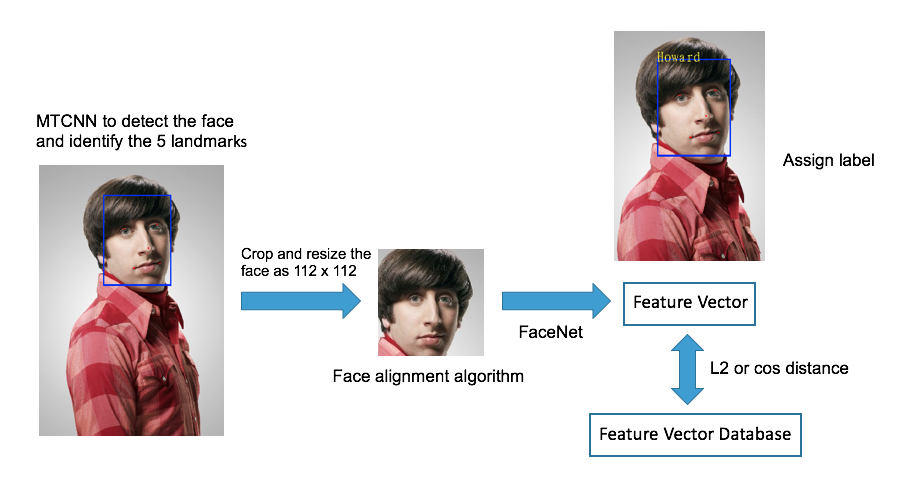 MTCNN to detect the face
and identify the 5 landmarks
Crop and resize the
face as 112 x 112
Face alignment algorithm
FaceNet
Howard
Assign label
Feature Vector
L2 or cos distance
Feature Vector Database